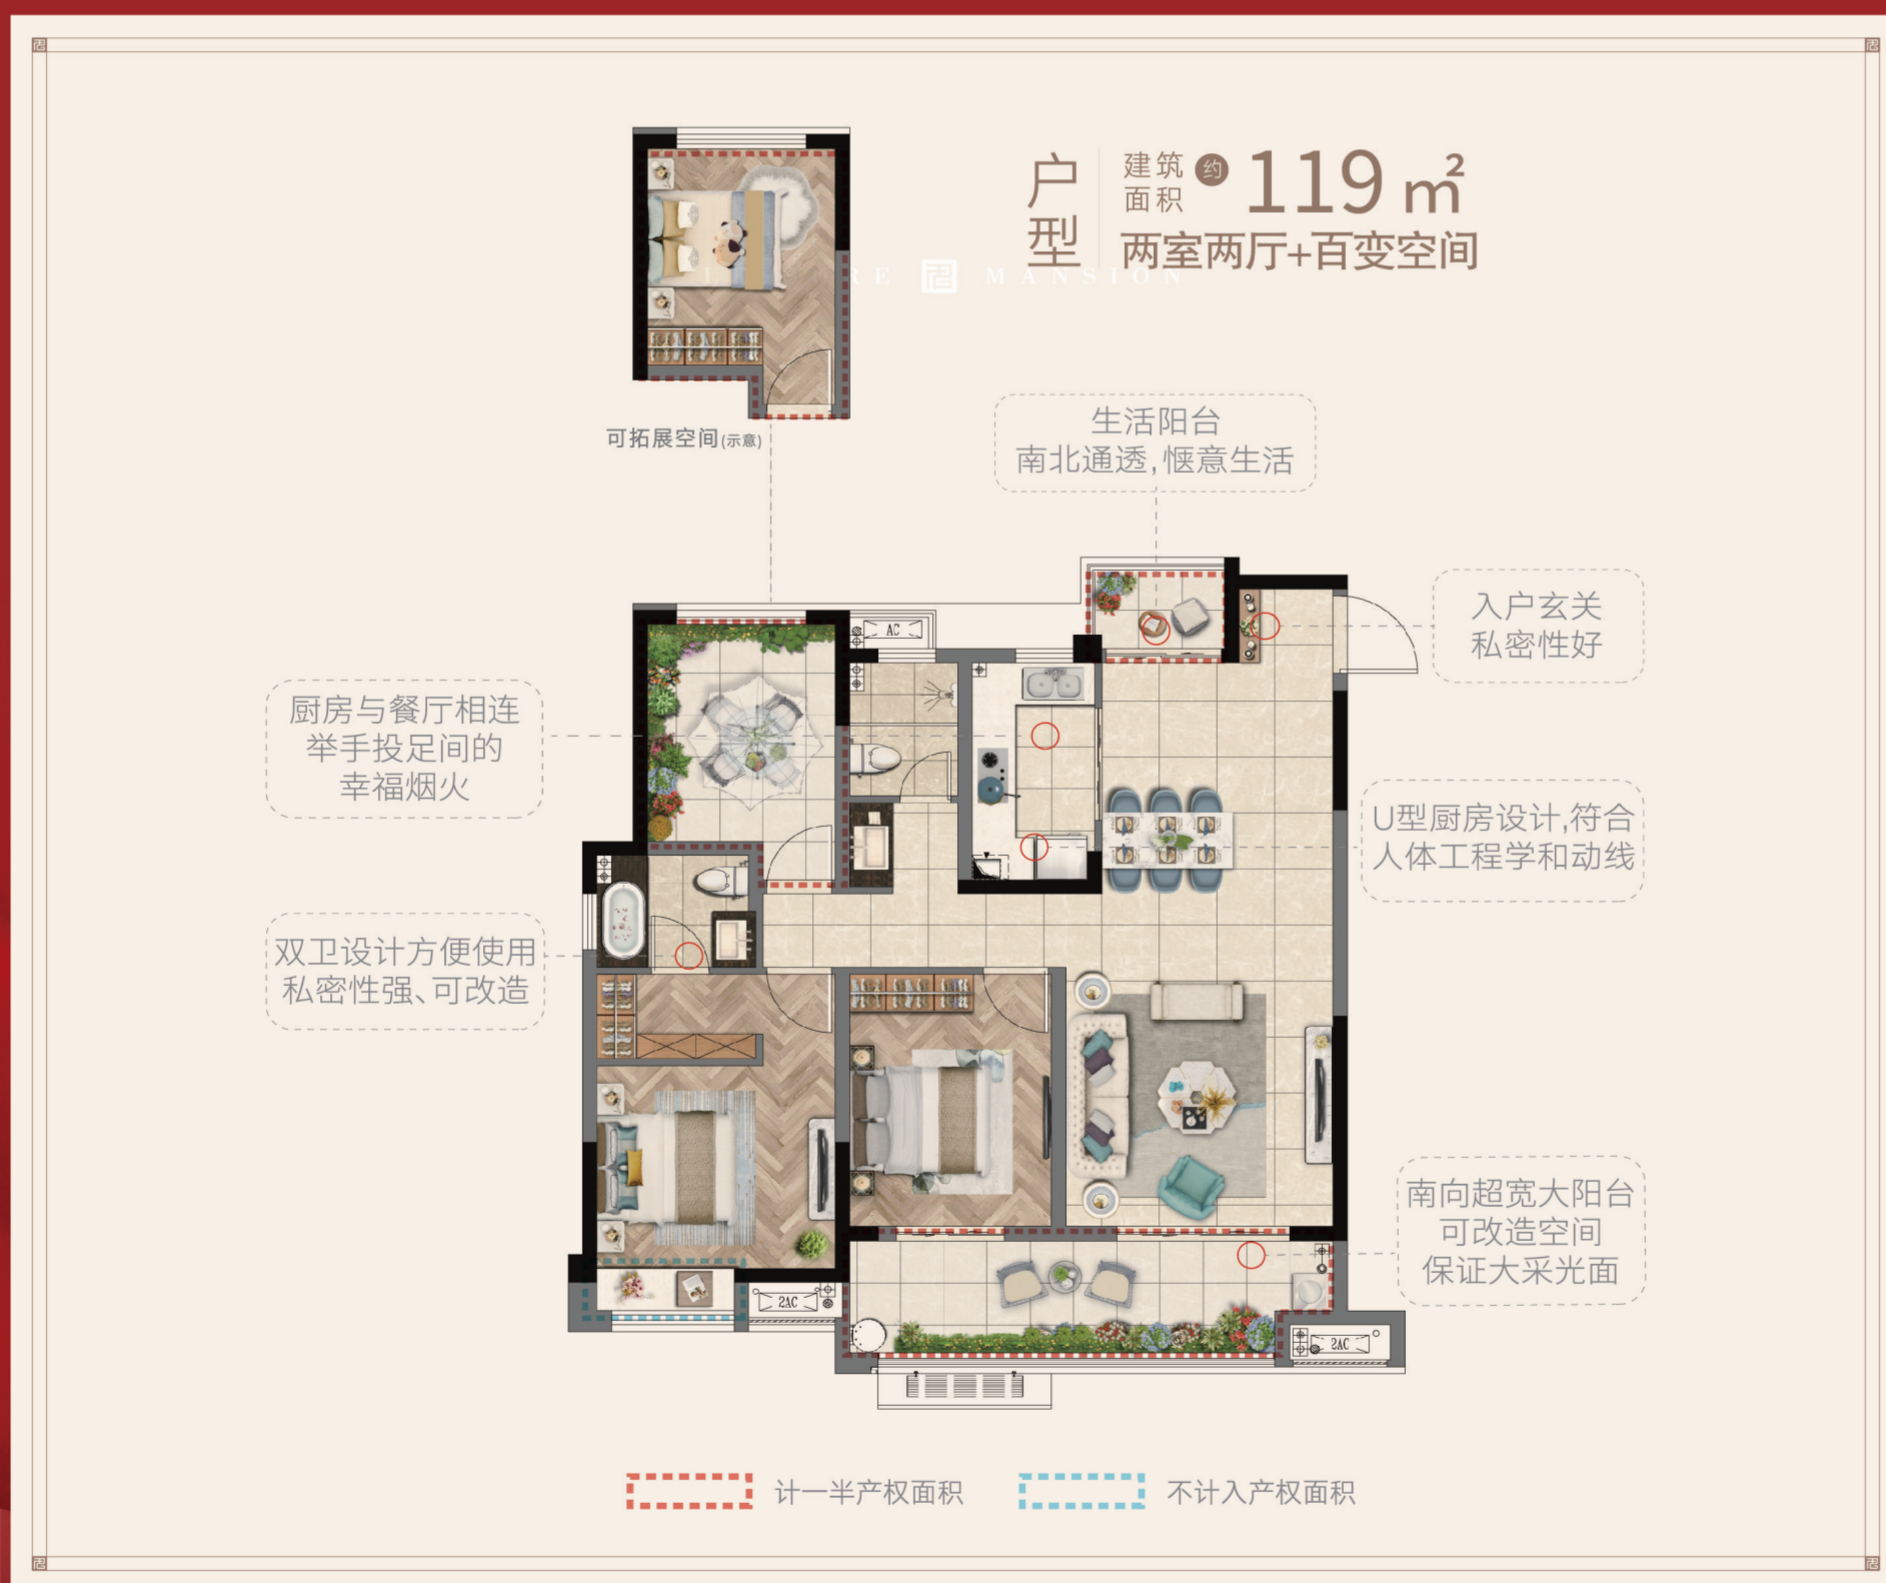 户型
建筑面积
约
119㎡
两室两厅+百变空间
RE MANSION
可拓展空间(示意)
生活阳台
南北通透,惬意生活
入户玄关
私密性好
厨房与餐厅相连
举手投足间的
幸福烟火
U型厨房设计,符合
人体工程学和动线
双卫设计方便使用
私密性强、可改造
南向超宽大阳台
可改造空间
保证大采光面
AC
2AC
2AC
计一半产权面积
不计入产权面积